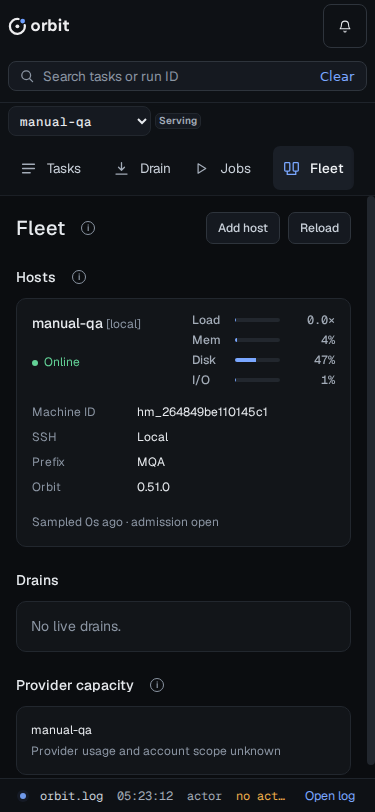 orbit
Search tasks or run ID Clear
manual-qa Serving
Tasks Drain Jobs Fleet
Fleet Add host Reload
Hosts
manual-qa [local]
Online
Load 0.0×
Mem 4%
Disk 47%
I/O 1%
Machine ID hm_264849be110145c1
SSH Local
Prefix MQA
Orbit 0.51.0
Sampled 0s ago · admission open
Drains
No live drains.
Provider capacity
manual-qa
Provider usage and account scope unknown
orbit.log 05:23:12 actor no act… Open log